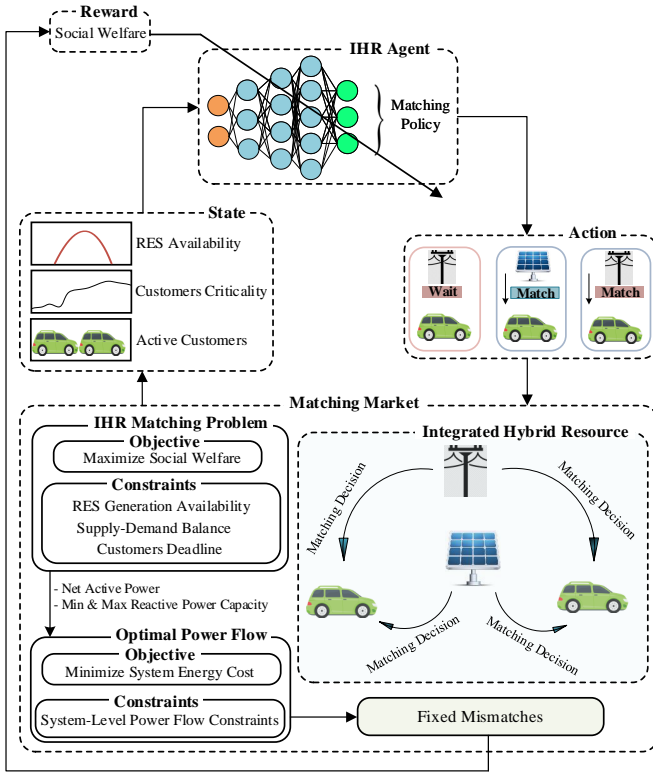 Reward
Social Welfare
IHR Agent
Matching
Policy
State
RES Availability
Customers Criticality
Active Customers
Action
Wait
Match
Match
Matching Market
IHR Matching Problem
Objective
Maximize Social Welfare
Constraints
RES Generation Availability
Supply-Demand Balance
Customers Deadline
- Net Active Power
- Min & Max Reactive Power Capacity
Optimal Power Flow
Objective
Minimize System Energy Cost
Constraints
System-Level Power Flow Constraints
Integrated Hybrid Resource
Matching Decision
Matching Decision
Matching Decision
Matching Decision
Fixed Mismatches